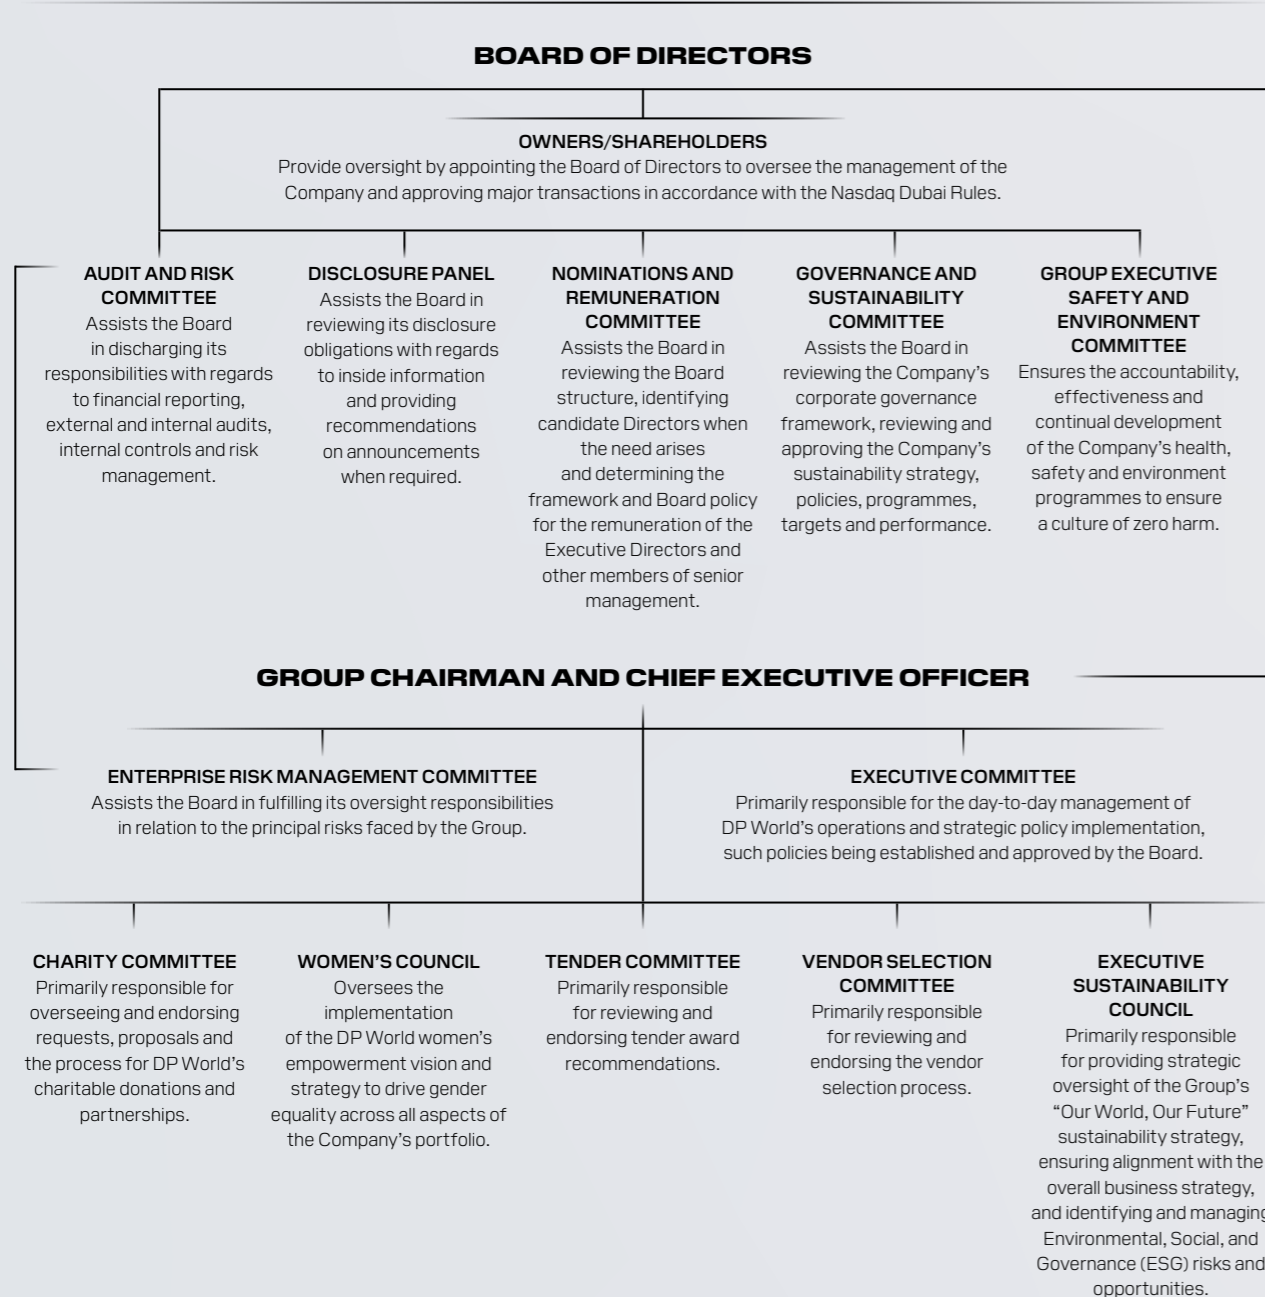 BOARD OF DIRECTORS
OWNERS/SHAREHOLDERS
Provide oversight by appointing the Board of Directors to oversee the management of the
Company and approving major transactions in accordance with the Nasdaq Dubai Rules.
AUDIT AND RISK
COMMITTEE
Assists the Board
in discharging its
responsibilities with regards
to financial reporting,
external and internal audits,
internal controls and risk
management.
DISCLOSURE PANEL
Assists the Board in
reviewing its disclosure
obligations with regards
to inside information
and providing
recommendations
on announcements
when required.
NOMINATIONS AND
REMUNERATION
COMMITTEE
Assists the Board in
reviewing the Board
structure, identifying
candidate Directors when
the need arises
and determining the
framework and Board policy
for the remuneration of the
Executive Directors and
other members of senior
management.
GOVERNANCE AND
SUSTAINABILITY
COMMITTEE
Assists the Board in
reviewing the Company's
corporate governance
framework, reviewing and
approving the Company's
sustainability strategy,
policies, programmes,
targets and performance.
GROUP EXECUTIVE
SAFETY AND
ENVIRONMENT
COMMITTEE
Ensures the accountability,
effectiveness and
continual development
of the Company's health,
safety and environment
programmes to ensure
a culture of zero harm.
GROUP CHAIRMAN AND CHIEF EXECUTIVE OFFICER
ENTERPRISE RISK MANAGEMENT COMMITTEE
Assists the Board in fulfilling its oversight responsibilities
in relation to the principal risks faced by the Group.
EXECUTIVE COMMITTEE
Primarily responsible for the day-to-day management of
DP World's operations and strategic policy implementation,
such policies being established and approved by the Board.
CHARITY COMMITTEE
Primarily responsible for
overseeing and endorsing
requests, proposals and
the process for DP World's
charitable donations and
partnerships.
WOMEN'S COUNCIL
Oversees the
implementation
of the DP World women's
empowerment vision and
strategy to drive gender
equality across all aspects of
the Company's portfolio.
TENDER COMMITTEE
Primarily responsible
for reviewing and
endorsing tender award
recommendations.
VENDOR SELECTION
COMMITTEE
Primarily responsible
for reviewing and
endorsing the vendor
selection process.
EXECUTIVE
SUSTAINABILITY
COUNCIL
Primarily responsible
for providing strategic
oversight of the Group's
“Our World, Our Future”
sustainability strategy,
ensuring alignment with the
overall business strategy,
and identifying and managing
Environmental, Social, and
Governance (ESG) risks and
opportunities.